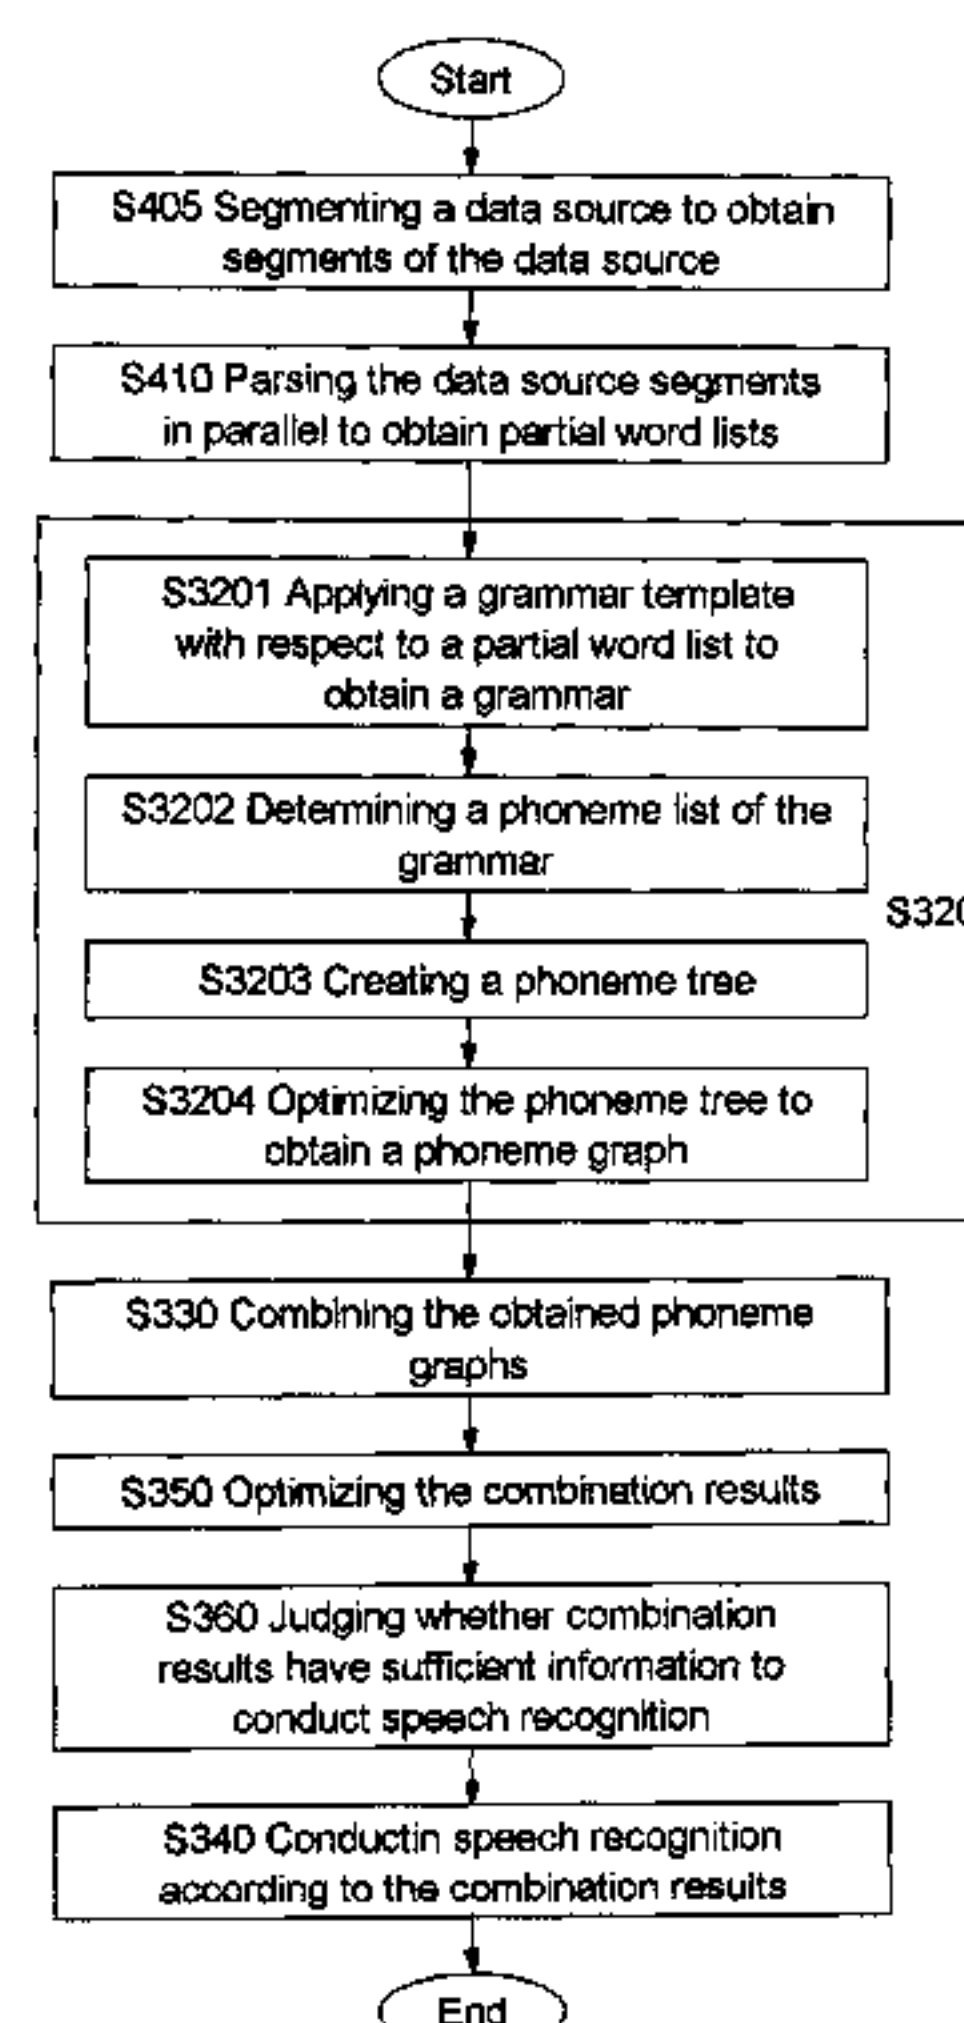 Start
S405 Segmenting a data source to obtain
segments of the data source
S410 Parsing the data source segments
in parallel to obtain partial word lists
S3201 Applying a grammar template
with respect to a partial word list to
obtain a grammar
S3202 Determining a phoneme list of the
grammar
S320
S3203 Creating a phoneme tree
S3204 Optimizing the phoneme tree to
obtain a phoneme graph
S330 Combining the obtained phoneme
graphs
S350 Optimizing the combination results
S360 Judging whether combination
results have sufficient information to
conduct speech recognition
S340 Conductin speech recognition
according to the combination results
End